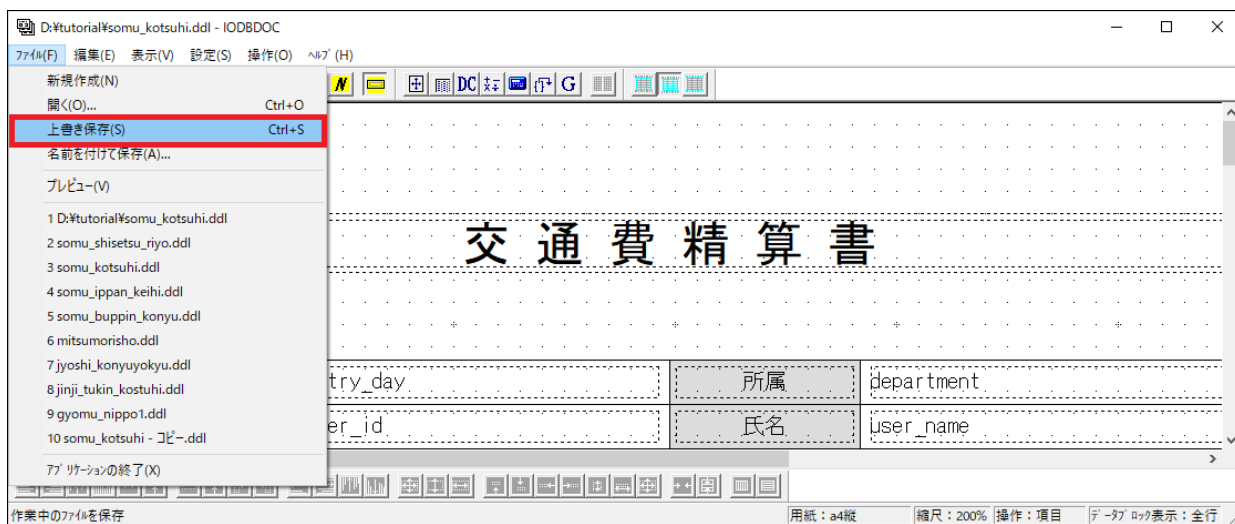 D:¥tutorial¥somu_kotsuhi.ddl - IODBDOC
ﾌｧｲﾙ(F) 編集(E) 表示(V) 設定(S) 操作(O) ﾍﾙﾌﾟ(H)
新規作成(N)
開く(O)... Ctrl+O
上書き保存(S) Ctrl+S
名前を付けて保存(A)...
プレビュー(V)
1 D:¥tutorial¥somu_kotsuhi.ddl
2 somu_shisetsu_riyo.ddl
3 somu_kotsuhi.ddl
4 somu_ippan_keihi.ddl
5 somu_buppin_konyu.ddl
6 mitsumorisho.ddl
7 jyoshi_konyuyokyu.ddl
8 jinji_tukin_kostuhi.ddl
9 gyomu_nippo1.ddl
10 somu_kotsuhi - ｺﾋﾟｰ.ddl
ｱﾌﾟﾘｹｰｼｮﾝの終了(X)
N DC G
交通費精算書
try_day 所属 department
er_id 氏名 user_name
作業中のﾌｧｲﾙを保存 用紙：a4縦 縮尺：200% 操作：項目 ﾃﾞｰﾀﾌﾞﾛｯｸ表示：全行